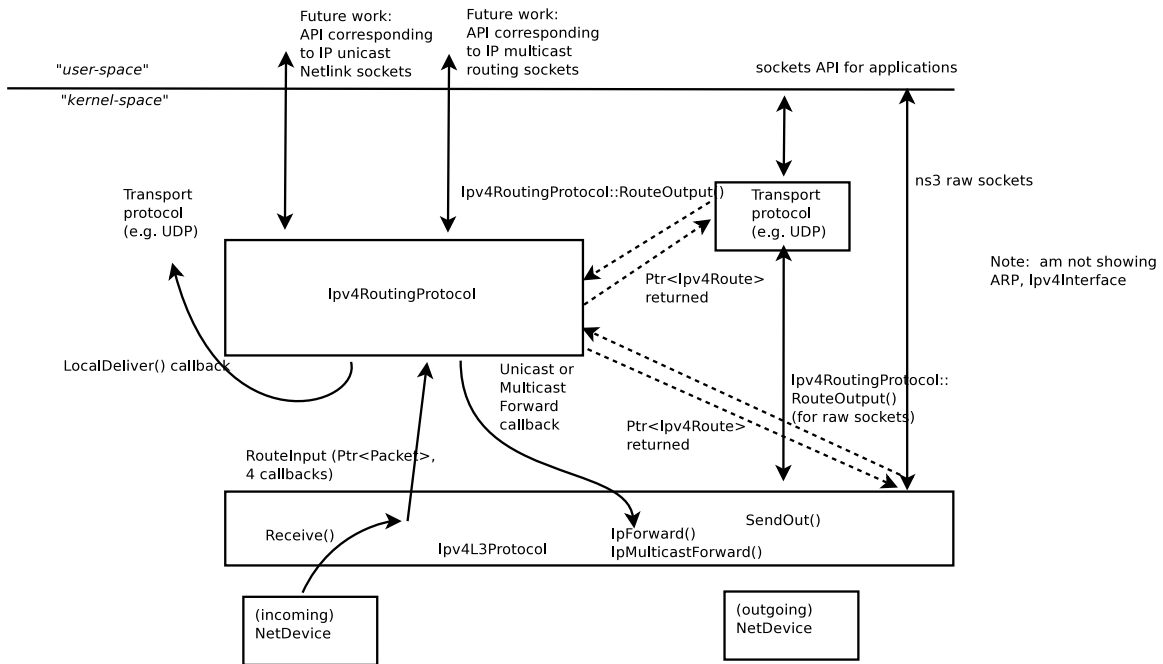 Future work:
API corresponding
to IP unicast
Netlink sockets
Future work:
API corresponding
to IP multicast
routing sockets
"user-space"
sockets API for applications
"kernel-space"
Transport
protocol
(e.g. UDP)
Ipv4RoutingProtocol::RouteOutput()
Transport
protocol
(e.g. UDP)
ns3 raw sockets
Ipv4RoutingProtocol
Ptr<Ipv4Route>
returned
Note:  am not showing
ARP, Ipv4Interface
LocalDeliver() callback
Unicast or
Multicast
Forward
callback
Ipv4RoutingProtocol::
RouteOutput()
(for raw sockets)
Ptr<Ipv4Route>
returned
RouteInput (Ptr<Packet>,
4 callbacks)
Receive()
Ipv4L3Protocol
IpForward()
IpMulticastForward()
SendOut()
(incoming)
NetDevice
(outgoing)
NetDevice